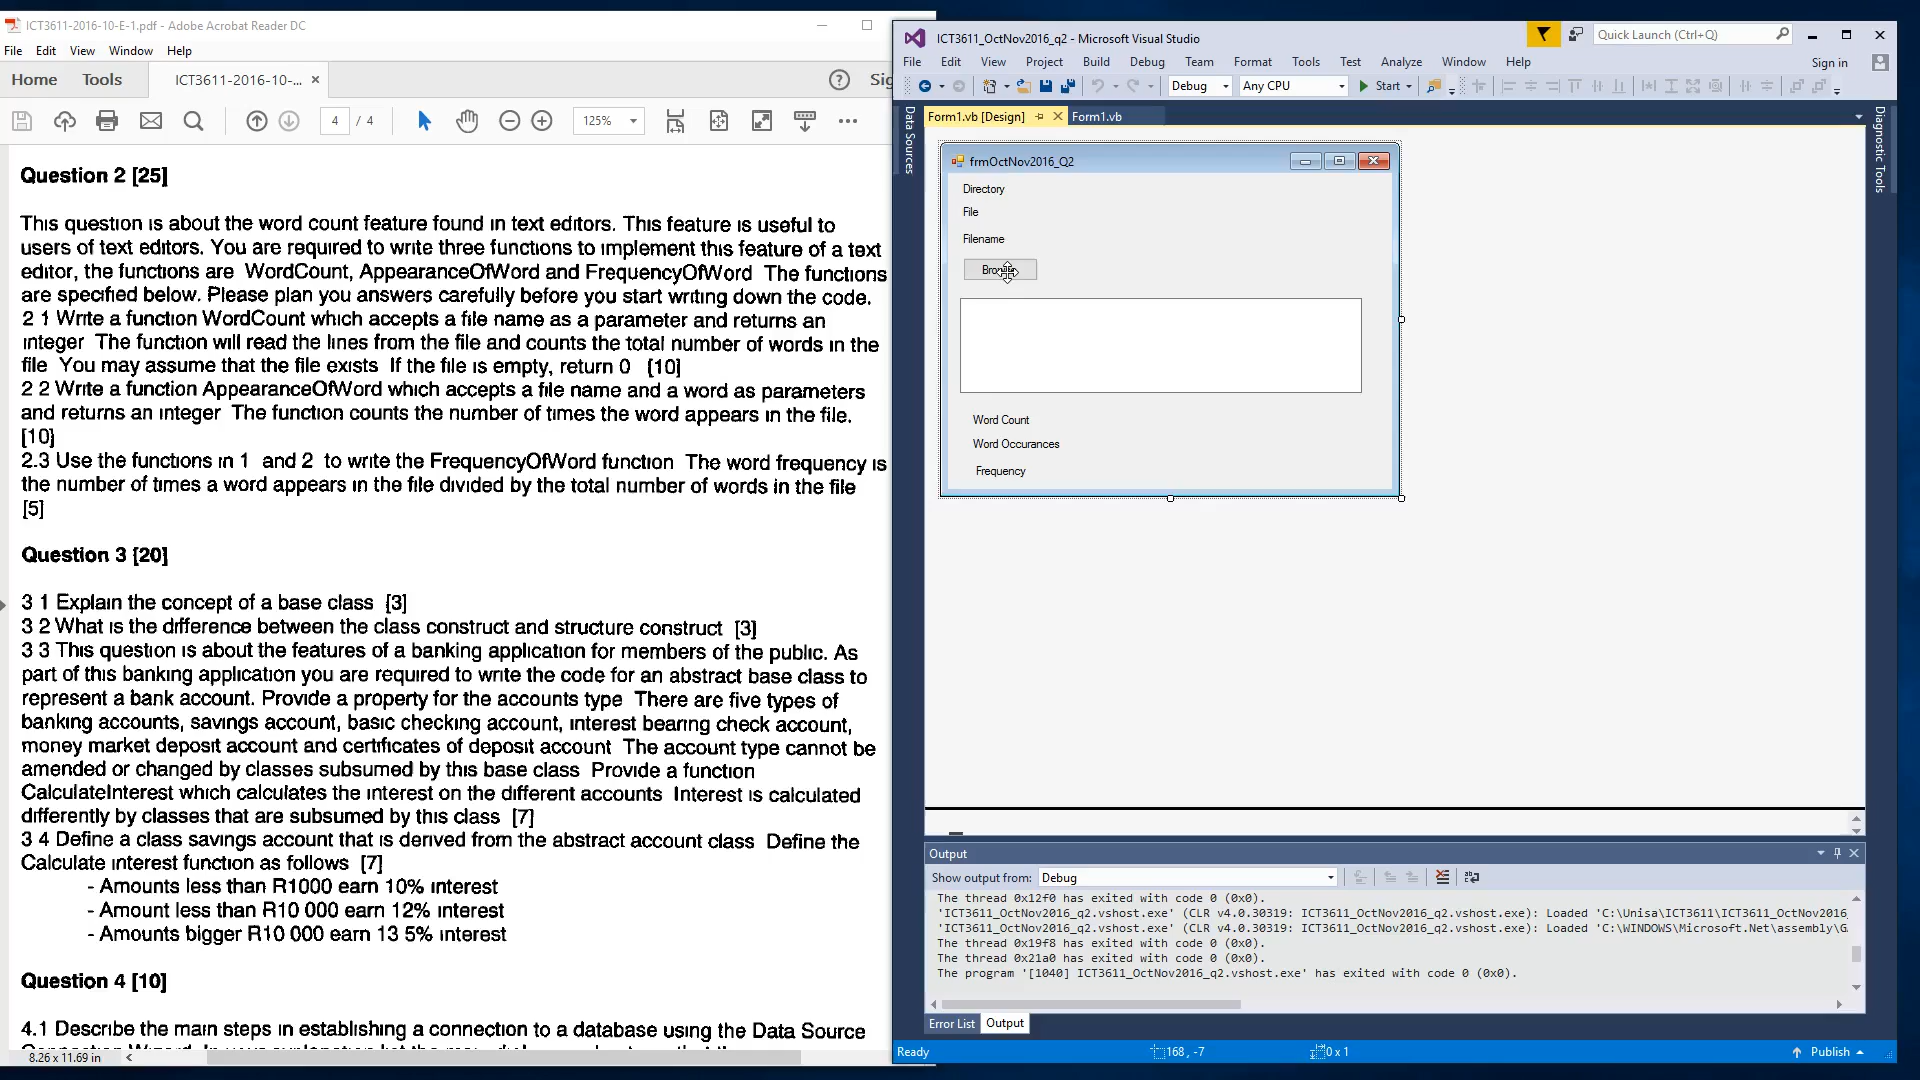 ICT3611-2016-10-E-1.pdf - Adobe Acrobat Reader DC
File Edit View Window Help
Home Tools ICT3611-2016-10-... × ? Sig
4 / 4 125%
Question 2 [25]
This question is about the word count feature found in text editors. This feature is useful to
users of text editors. You are required to write three functions to implement this feature of a text
editor, the functions are WordCount, AppearanceOfWord and FrequencyOfWord The functions
are specified below. Please plan you answers carefully before you start writing down the code.
2 1 Write a function WordCount which accepts a file name as a parameter and returns an
integer The function will read the lines from the file and counts the total number of words in the
file You may assume that the file exists If the file is empty, return 0 [10]
2 2 Write a function AppearanceOfWord which accepts a file name and a word as parameters
and returns an integer The function counts the number of times the word appears in the file.
[10]
2.3 Use the functions in 1 and 2 to write the FrequencyOfWord function The word frequency is
the number of times a word appears in the file divided by the total number of words in the file
[5]
Question 3 [20]
3 1 Explain the concept of a base class [3]
3 2 What is the difference between the class construct and structure construct [3]
3 3 This question is about the features of a banking application for members of the public. As
part of this banking application you are required to write the code for an abstract base class to
represent a bank account. Provide a property for the accounts type There are five types of
banking accounts, savings account, basic checking account, interest bearing check account,
money market deposit account and certificates of deposit account The account type cannot be
amended or changed by classes subsumed by this base class Provide a function
CalculateInterest which calculates the interest on the different accounts Interest is calculated
differently by classes that are subsumed by this class [7]
3 4 Define a class savings account that is derived from the abstract account class Define the
Calculate interest function as follows [7]
- Amounts less than R1000 earn 10% interest
- Amount less than R10 000 earn 12% interest
- Amounts bigger R10 000 earn 13 5% interest
Question 4 [10]
4.1 Describe the main steps in establishing a connection to a database using the Data Source
8.26 x 11.69 in
ICT3611_OctNov2016_q2 - Microsoft Visual Studio
Quick Launch (Ctrl+Q)
File Edit View Project Build Debug Team Format Tools Test Analyze Window Help
Sign in
Debug Any CPU Start
Data Sources
Form1.vb [Design] Form1.vb
Diagnostic Tools
frmOctNov2016_Q2
Directory
File
Filename
Word Count
Word Occurances
Frequency
Output
Show output from: Debug
The thread 0x12f0 has exited with code 0 (0x0).
'ICT3611_OctNov2016_q2.vshost.exe' (CLR v4.0.30319: ICT3611_OctNov2016_q2.vshost.exe): Loaded 'C:\Unisa\ICT3611\ICT3611_OctNov2016_
'ICT3611_OctNov2016_q2.vshost.exe' (CLR v4.0.30319: ICT3611_OctNov2016_q2.vshost.exe): Loaded 'C:\WINDOWS\Microsoft.Net\assembly\G
The thread 0x19f8 has exited with code 0 (0x0).
The thread 0x21a0 has exited with code 0 (0x0).
The program '[1040] ICT3611_OctNov2016_q2.vshost.exe' has exited with code 0 (0x0).
Error List Output
Ready 168 , -7 0 x 1 Publish